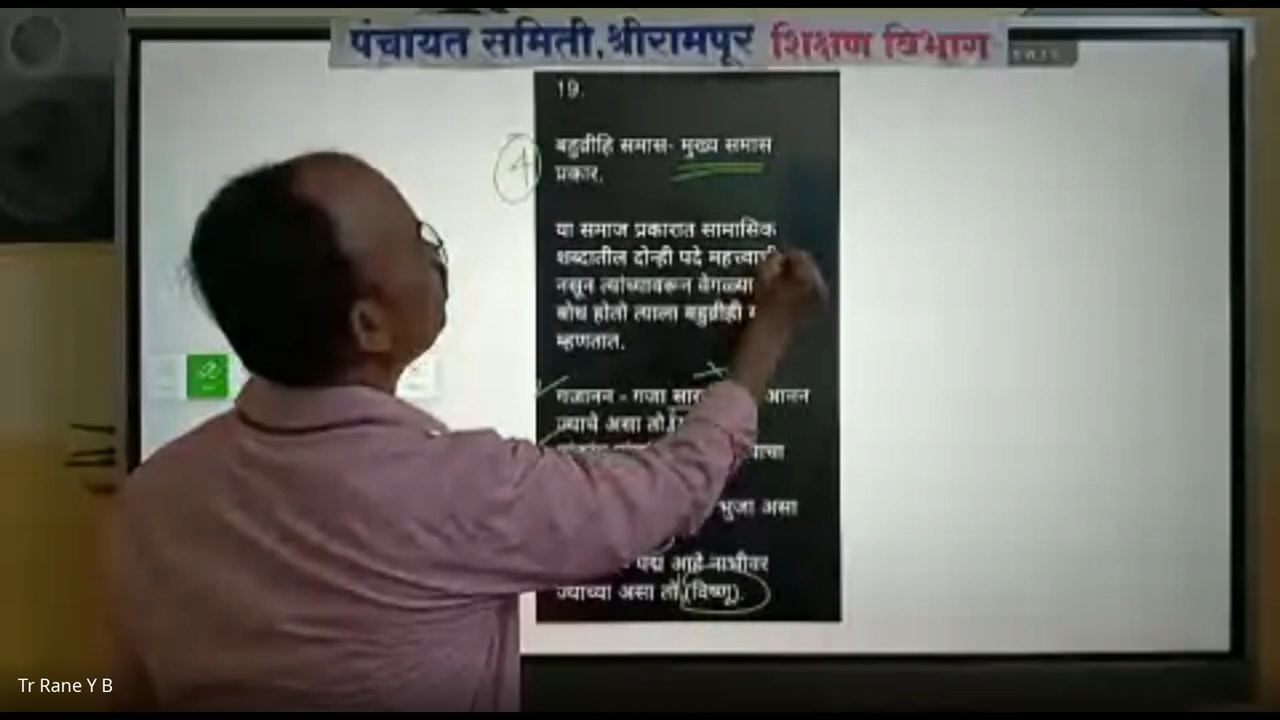 पंचायत समिती.श्रीरामपूर शिक्षण विभाग
19.
4
बहुव्रीहि समास- मुख्य समास
प्रकार.
या समाज प्रकारात सामासिक
शब्दातील दोन्ही पदे
नसून त्यांच्यावरून वेगळ्या
बोध होतो त्याला बहुव्रीही
म्हणतात.
गजानन - गजा आनन
ज्याचे असा तो
भुजा असा
पद्म आहे नाभीवर
ज्याच्या असा तो (विष्णू).
Tr Rane Y B